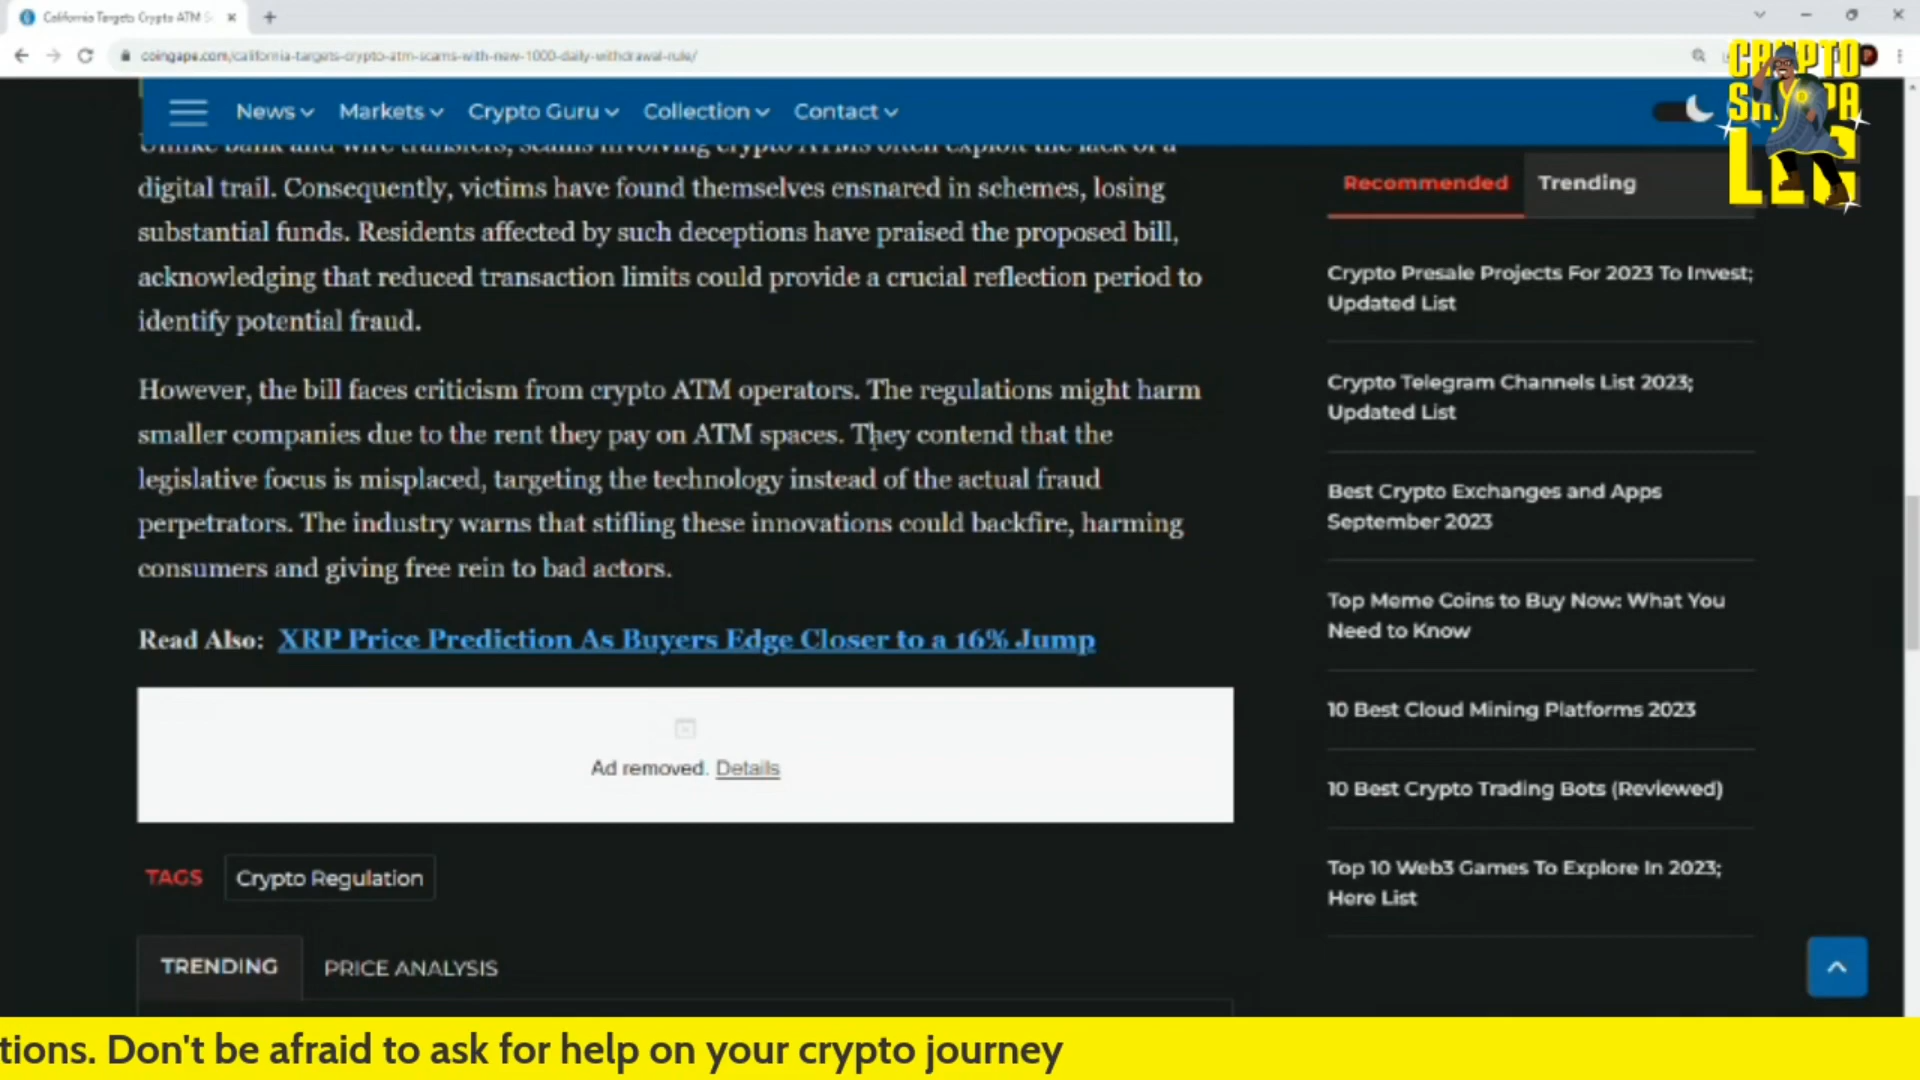 California Targets Crypto ATM S
coingape.com/california-targets-crypto-atm-scams-with-new-1000-daily-withdrawal-rule/
CRYPTO
LEE
News
Markets
Crypto Guru
Collection
Contact
Unlike bank and wire transfers, scams involving crypto ATMs often exploit the lack of a
digital trail. Consequently, victims have found themselves ensnared in schemes, losing
substantial funds. Residents affected by such deceptions have praised the proposed bill,
acknowledging that reduced transaction limits could provide a crucial reflection period to
identify potential fraud.
However, the bill faces criticism from crypto ATM operators. The regulations might harm
smaller companies due to the rent they pay on ATM spaces. They contend that the
legislative focus is misplaced, targeting the technology instead of the actual fraud
perpetrators. The industry warns that stifling these innovations could backfire, harming
consumers and giving free rein to bad actors.
Read Also: XRP Price Prediction As Buyers Edge Closer to a 16% Jump
Ad removed. Details
TAGS
Crypto Regulation
TRENDING
PRICE ANALYSIS
Recommended
Trending
Crypto Presale Projects For 2023 To Invest;
Updated List
Crypto Telegram Channels List 2023;
Updated List
Best Crypto Exchanges and Apps
September 2023
Top Meme Coins to Buy Now: What You
Need to Know
10 Best Cloud Mining Platforms 2023
10 Best Crypto Trading Bots (Reviewed)
Top 10 Web3 Games To Explore In 2023;
Here List
tions. Don't be afraid to ask for help on your crypto journey